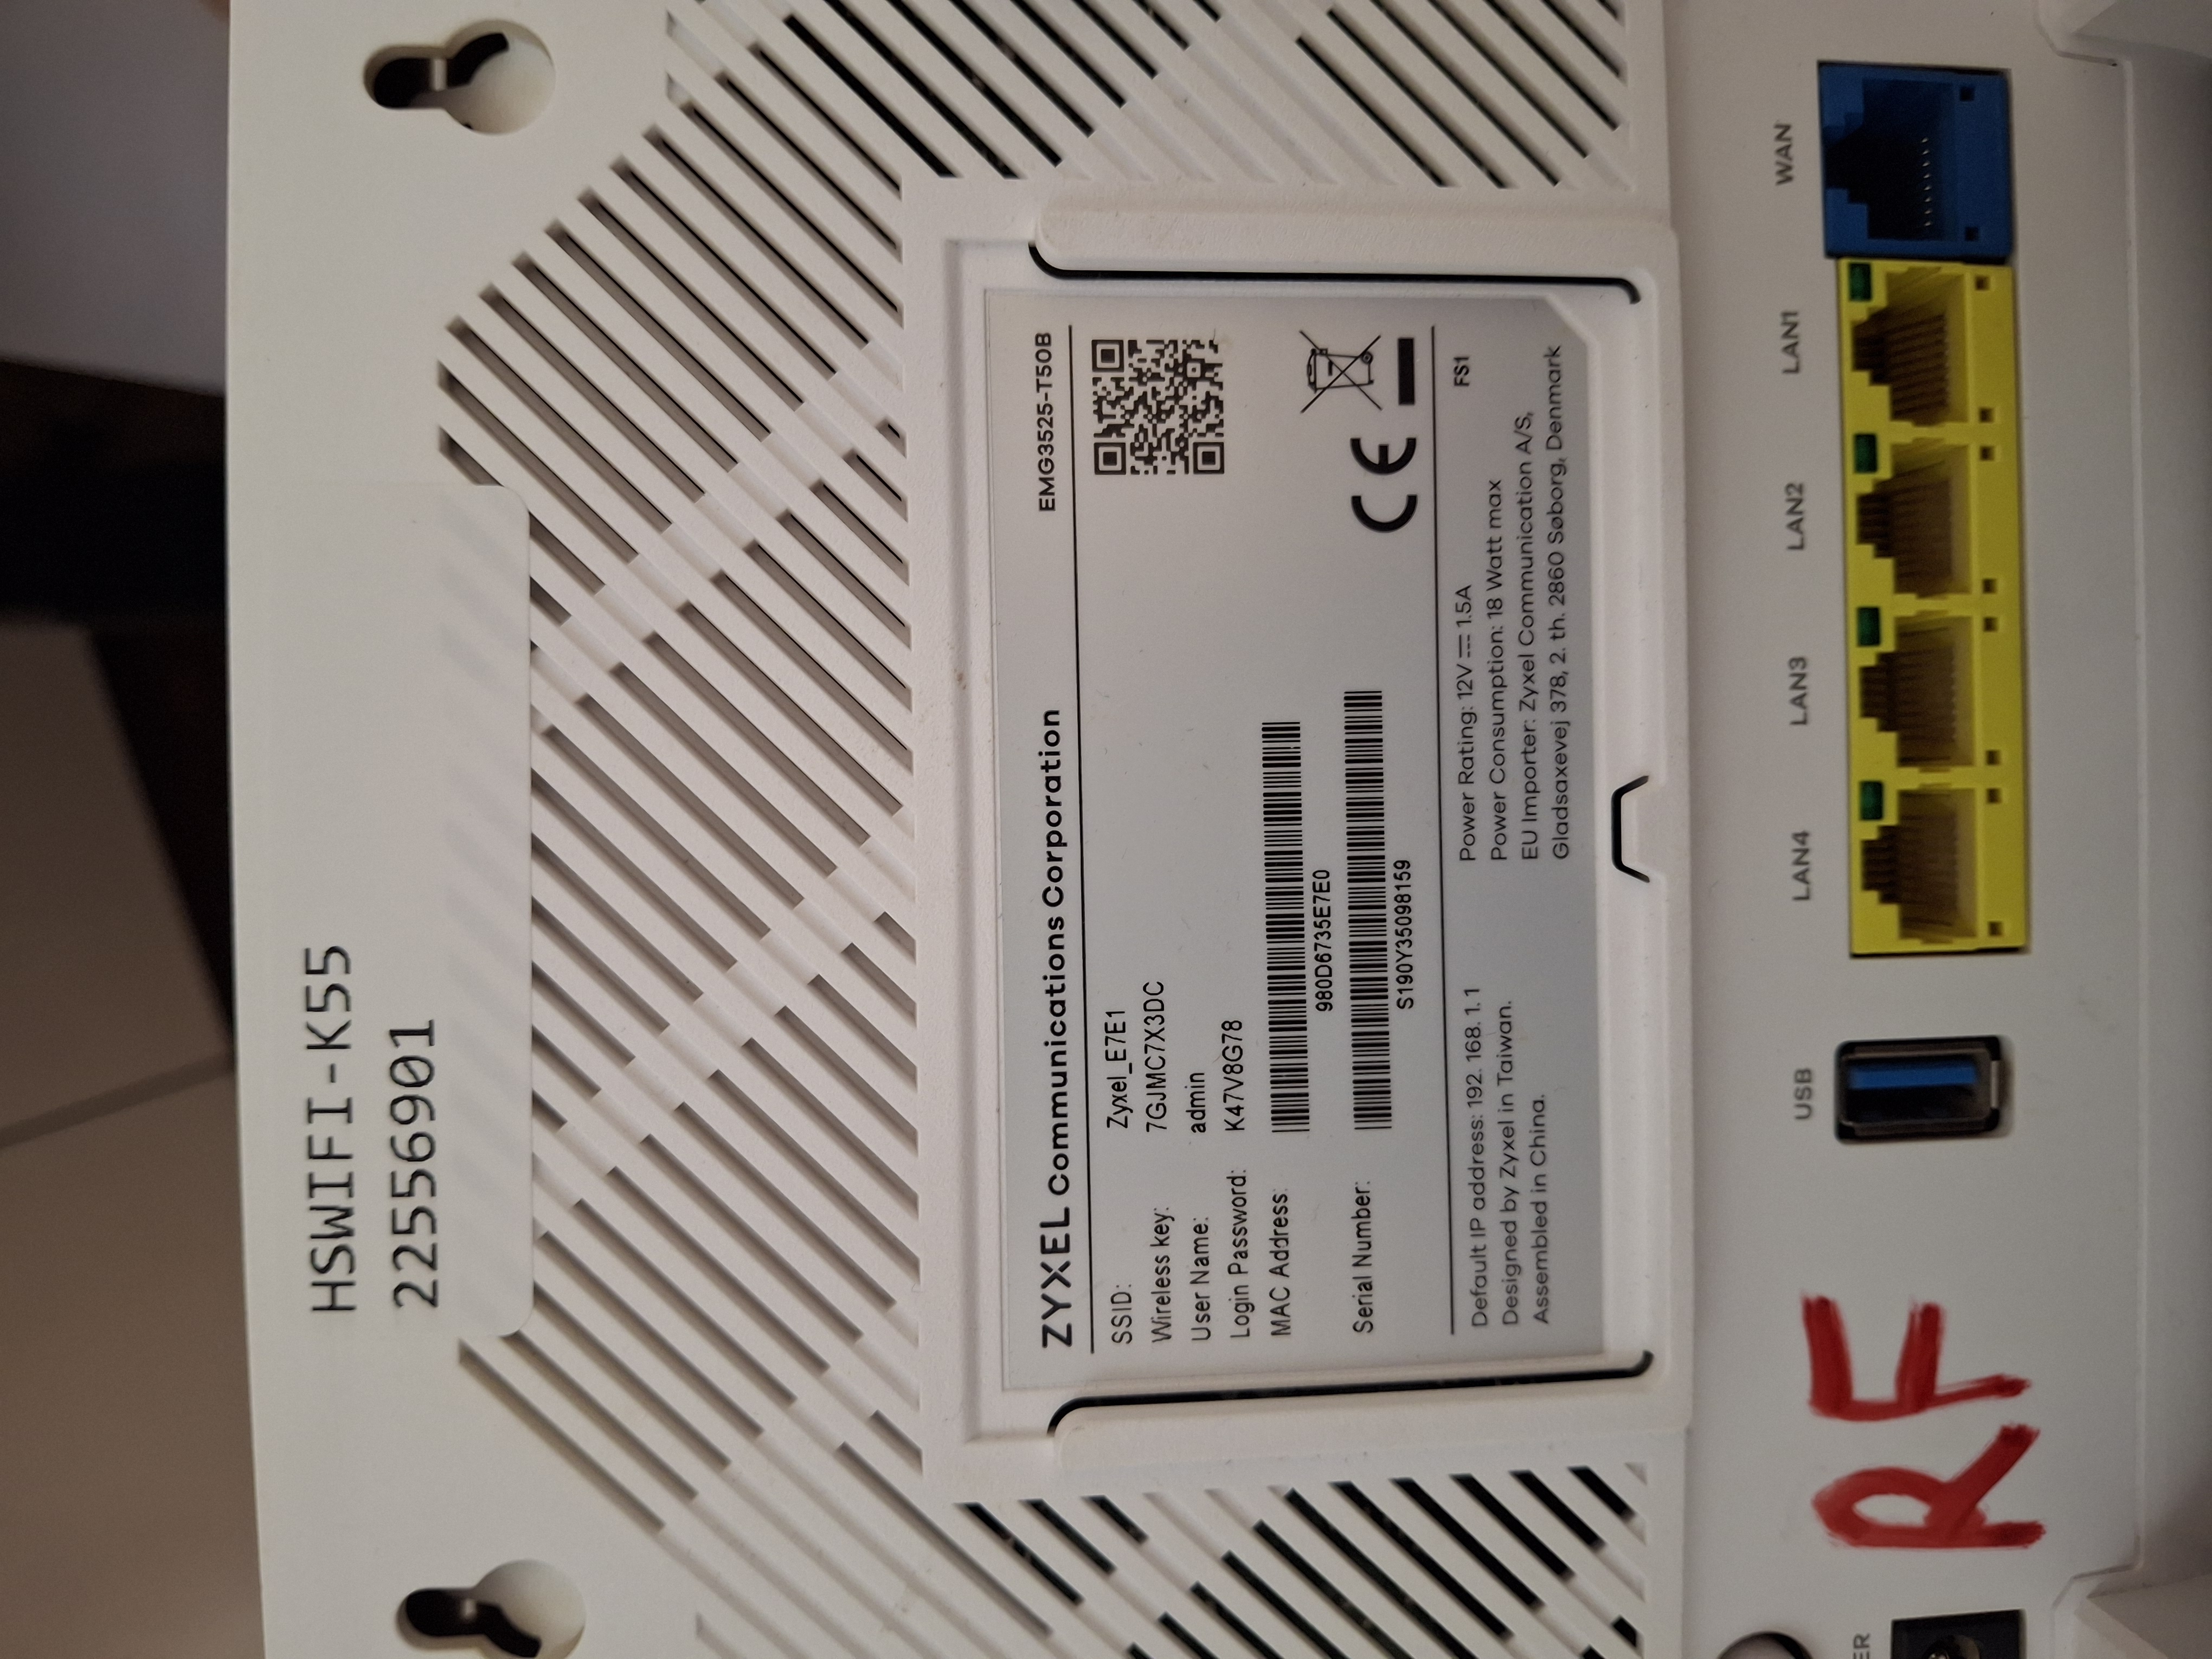 HSWIFI-K55
22556901
ZYXEL Communications Corporation
EMG3525-T50B
SSID: Zyxel_E7E1
Wireless key: 7GJMC7X3DC
User Name: admin
Login Password: K47V8G78
MAC Address:
980D6735E7E0
Serial Number:
S190Y35098159
CE
Default IP address: 192. 168. 1. 1
Designed by Zyxel in Taiwan.
Assembled in China.
Power Rating: 12V ⎓ 1.5A
FS1
Power Consumption: 18 Watt max
EU Importer: Zyxel Communication A/S,
Gladsaxevej 378, 2. th. 2860 Søborg, Denmark
USB
LAN4
LAN3
LAN2
LAN1
WAN
RF